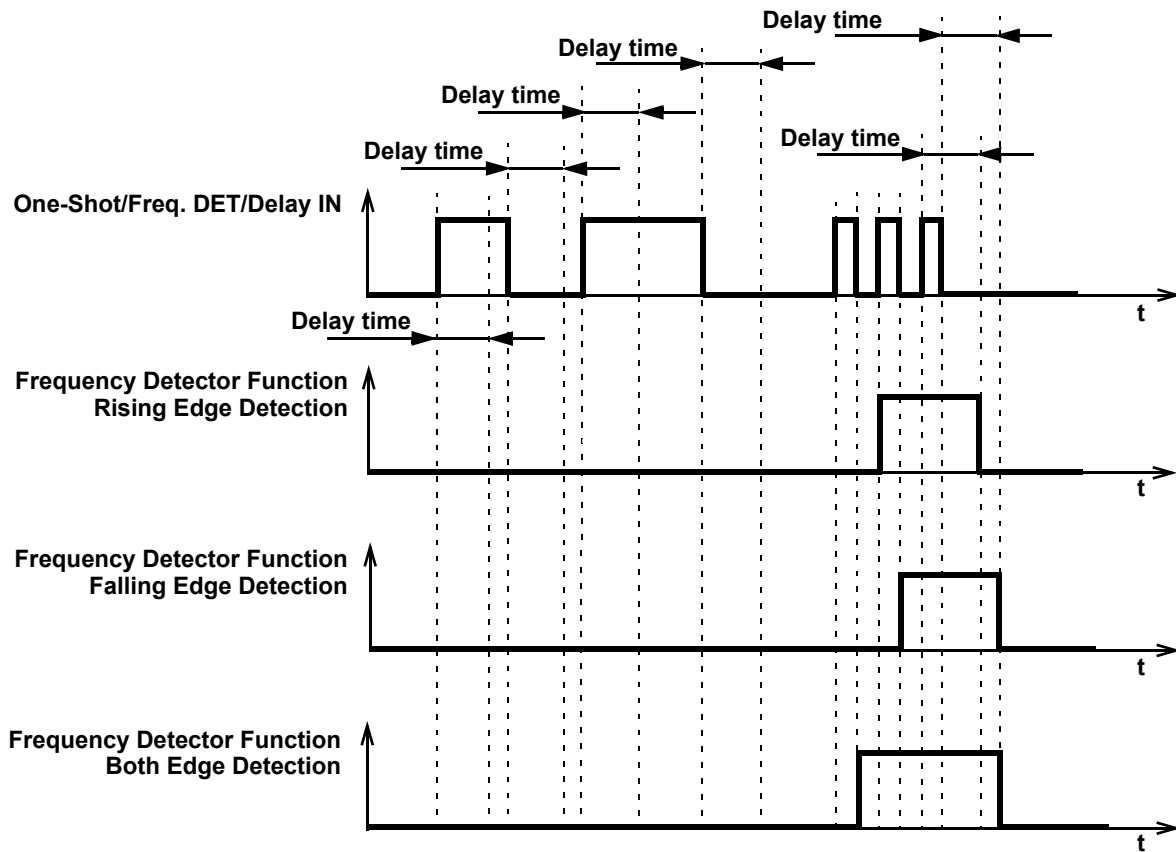 Delay time
Delay time
Delay time
Delay time
Delay time
One-Shot/Freq. DET/Delay IN
t
Delay time
Frequency Detector Function
Rising Edge Detection
t
Frequency Detector Function
Falling Edge Detection
t
Frequency Detector Function
Both Edge Detection
t